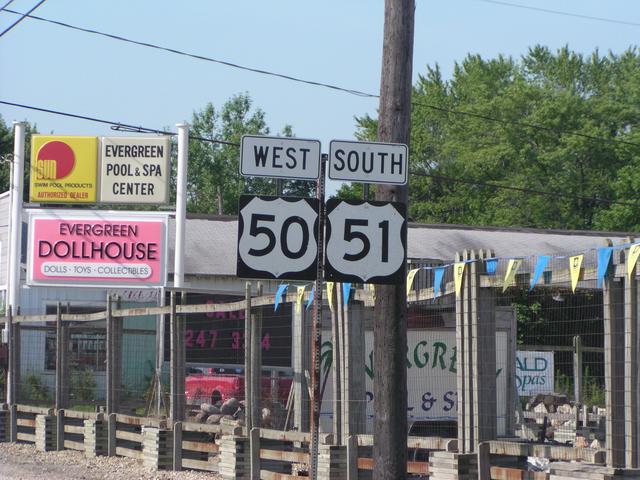 WEST
SOUTH
50
51
SUN
SWIM POOL PRODUCTS
AUTHORIZED DEALER
EVERGREEN
POOL & SPA
CENTER
EVERGREEN
DOLLHOUSE
DOLLS · TOYS · COLLECTIBLES
247
& S
ALD
Spas